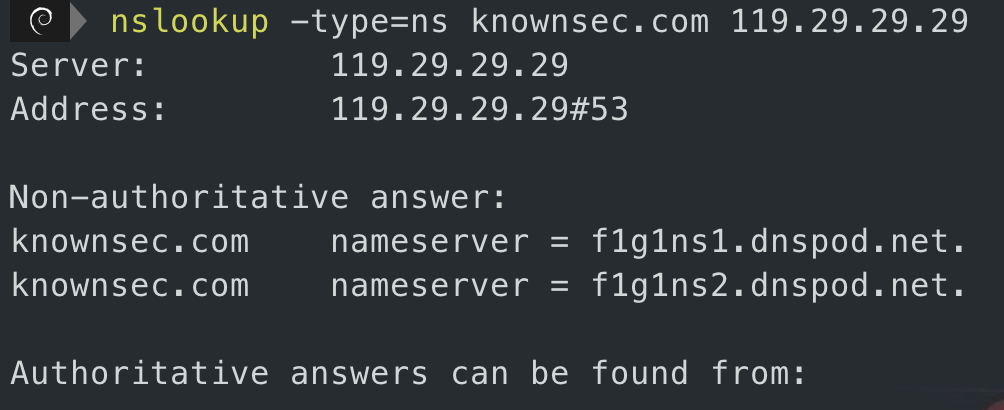 nslookup -type=ns knownsec.com 119.29.29.29
Server: 119.29.29.29
Address: 119.29.29.29#53
Non-authoritative answer:
knownsec.com nameserver = f1g1ns1.dnspod.net.
knownsec.com nameserver = f1g1ns2.dnspod.net.
Authoritative answers can be found from: